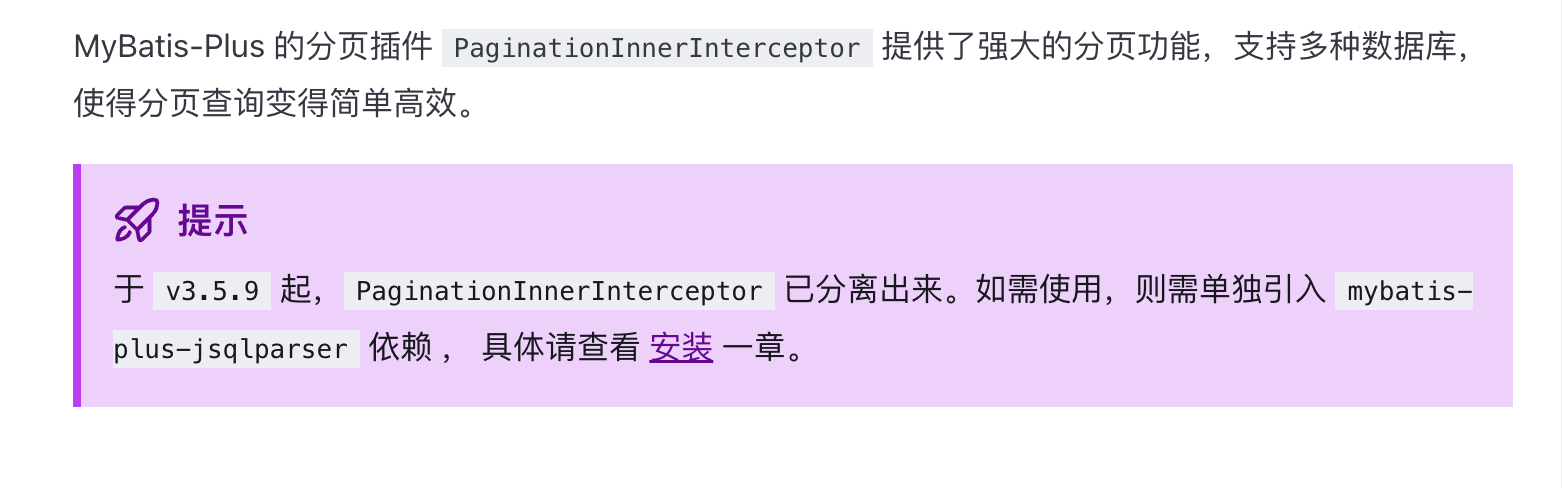 MyBatis-Plus 的分页插件 PaginationInnerInterceptor 提供了强大的分页功能，支持多种数据库，
使得分页查询变得简单高效。
提示
于 v3.5.9 起，PaginationInnerInterceptor 已分离出来。如需使用，则需单独引入 mybatis-
plus-jsqlparser 依赖 ， 具体请查看 安装 一章。